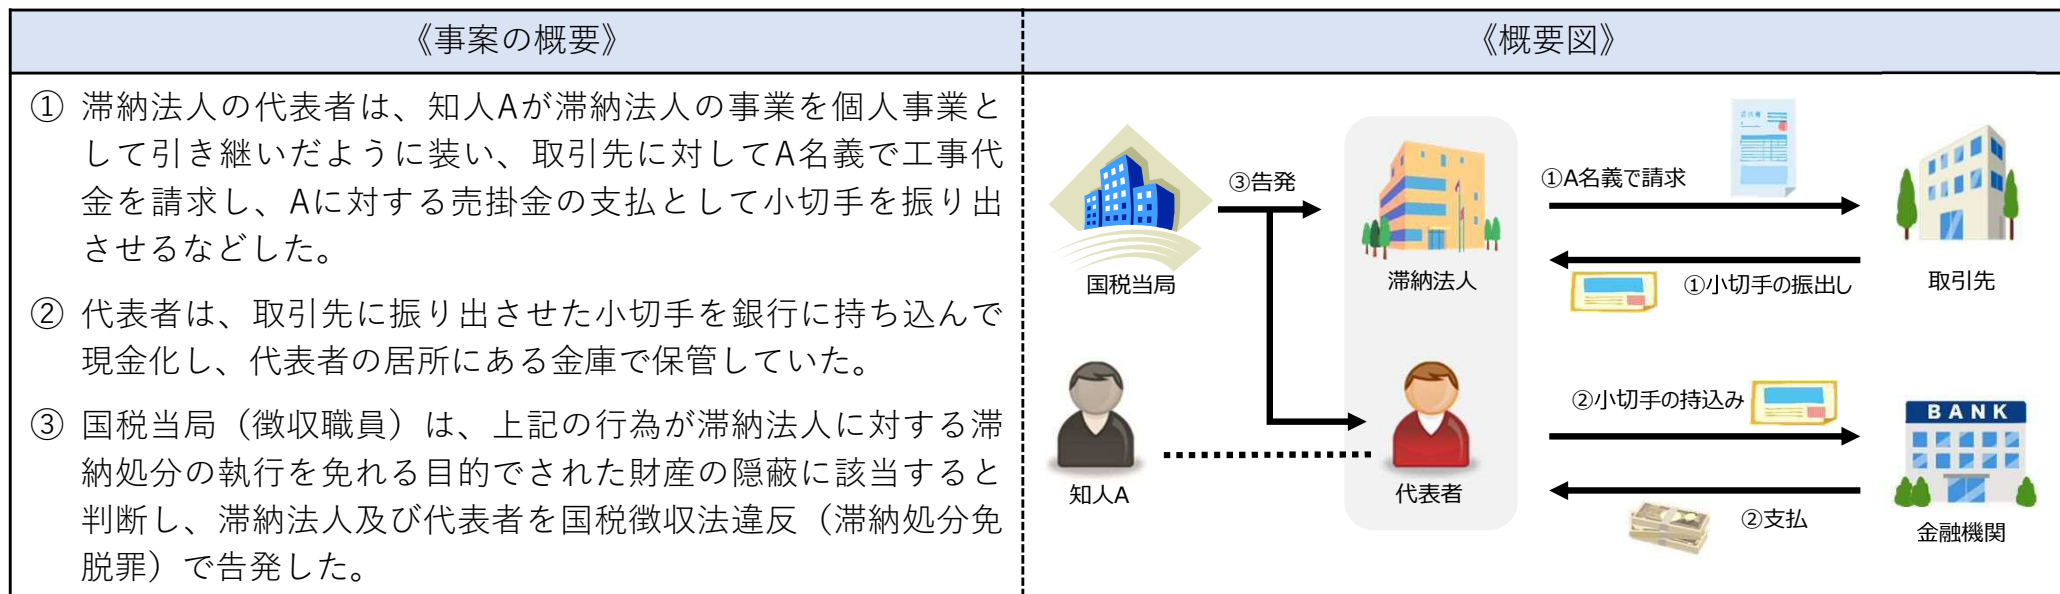 《事案の概要》
① 滞納法人の代表者は、知人Aが滞納法人の事業を個人事業と
して引き継いだように装い、取引先に対してA名義で工事代
金を請求し、Aに対する売掛金の支払として小切手を振り出
させるなどした。
② 代表者は、取引先に振り出させた小切手を銀行に持ち込んで
現金化し、代表者の居所にある金庫で保管していた。
③ 国税当局（徴収職員）は、上記の行為が滞納法人に対する滞
納処分の執行を免れる目的でされた財産の隠蔽に該当すると
判断し、滞納法人及び代表者を国税徴収法違反（滞納処分免
脱罪）で告発した。
《概要図》
③告発
①A名義で請求
国税当局
滞納法人
①小切手の振出し
取引先
②小切手の持込み
BANK
知人A
代表者
②支払
金融機関